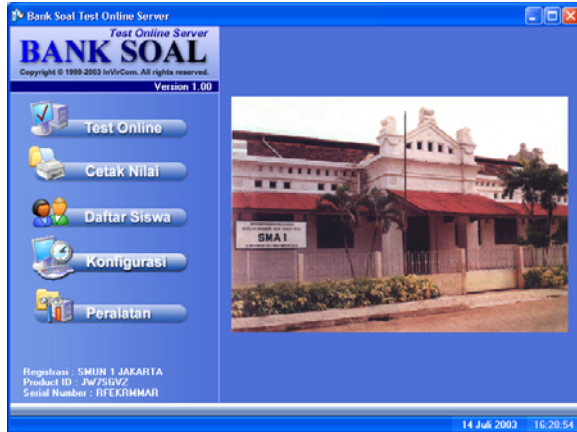 Bank Soal Test Online Server
Test Online Server
BANK SOAL
Copyright © 1999-2003 InVirCom. All rights reserved.
Version 1.00
Test Online
Cetak Nilai
Daftar Siswa
Konfigurasi
Peralatan
SMA 1
Registrasi : SMUN 1 JAKARTA
Product ID : JW7SGVZ
Serial Number : RFEKRMMAR
14 Juli 2003 16:20:54